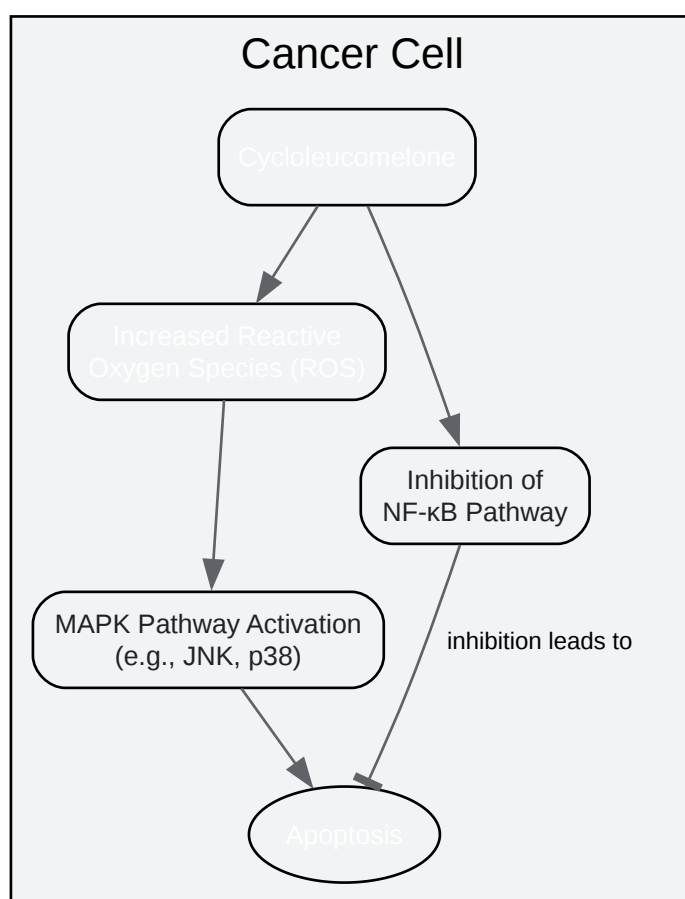 Cancer Cell
Cycloleucomelone
Increased Reactive
Oxygen Species (ROS)
Inhibition of
NF-κB Pathway
MAPK Pathway Activation
(e.g., JNK, p38)
inhibition leads to
Apoptosis